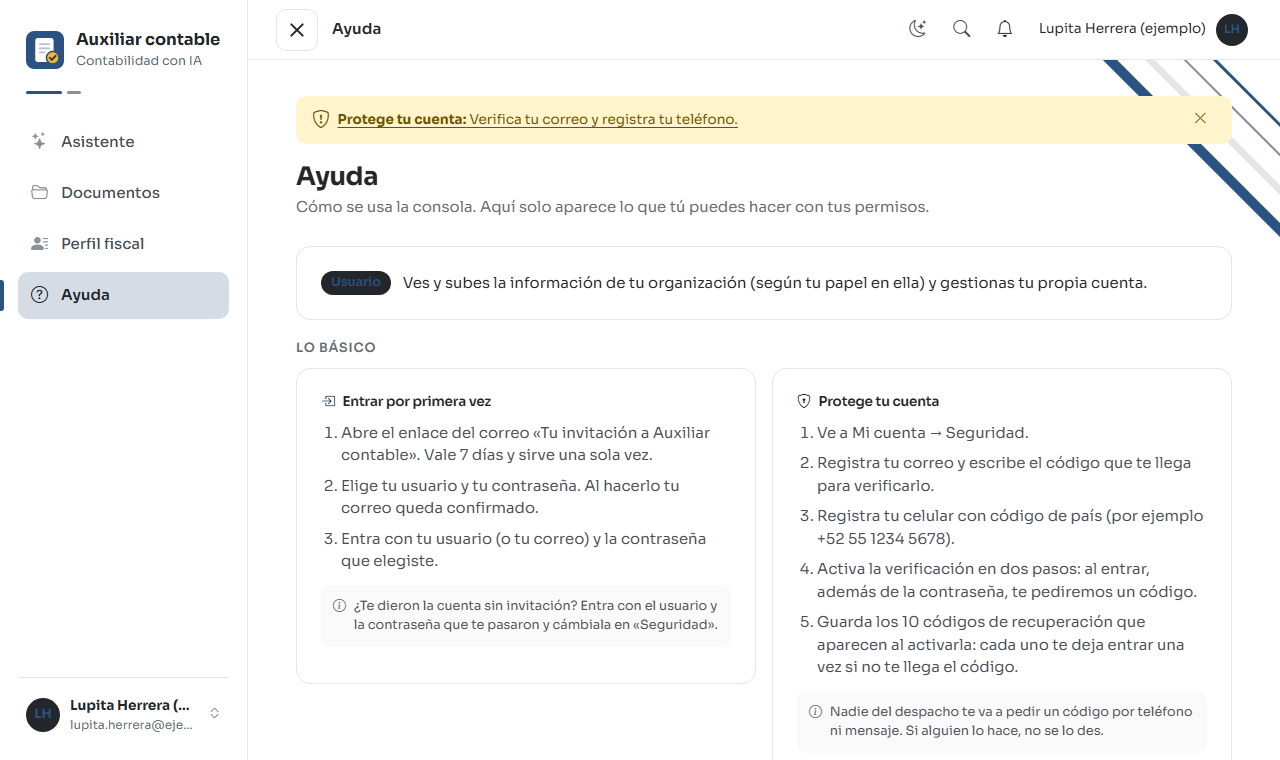 Auxiliar contable
Contabilidad con IA
Asistente
Documentos
Perfil fiscal
Ayuda
Lupita Herrera (...
lupita.herrera@eje...
LH
Ayuda
Lupita Herrera (ejemplo)
LH
Protege tu cuenta: Verifica tu correo y registra tu teléfono.
Ayuda
Cómo se usa la consola. Aquí solo aparece lo que tú puedes hacer con tus permisos.
Usuario
Ves y subes la información de tu organización (según tu papel en ella) y gestionas tu propia cuenta.
LO BÁSICO
Entrar por primera vez
1. Abre el enlace del correo «Tu invitación a Auxiliar
contable». Vale 7 días y sirve una sola vez.
2. Elige tu usuario y tu contraseña. Al hacerlo tu
correo queda confirmado.
3. Entra con tu usuario (o tu correo) y la contraseña
que elegiste.
¿Te dieron la cuenta sin invitación? Entra con el usuario y
la contraseña que te pasaron y cámbiala en «Seguridad».
Protege tu cuenta
1. Ve a Mi cuenta → Seguridad.
2. Registra tu correo y escribe el código que te llega
para verificarlo.
3. Registra tu celular con código de país (por ejemplo
+52 55 1234 5678).
4. Activa la verificación en dos pasos: al entrar,
además de la contraseña, te pediremos un código.
5. Guarda los 10 códigos de recuperación que
aparecen al activarla: cada uno te deja entrar una
vez si no te llega el código.
Nadie del despacho te va a pedir un código por teléfono
ni mensaje. Si alguien lo hace, no se lo des.